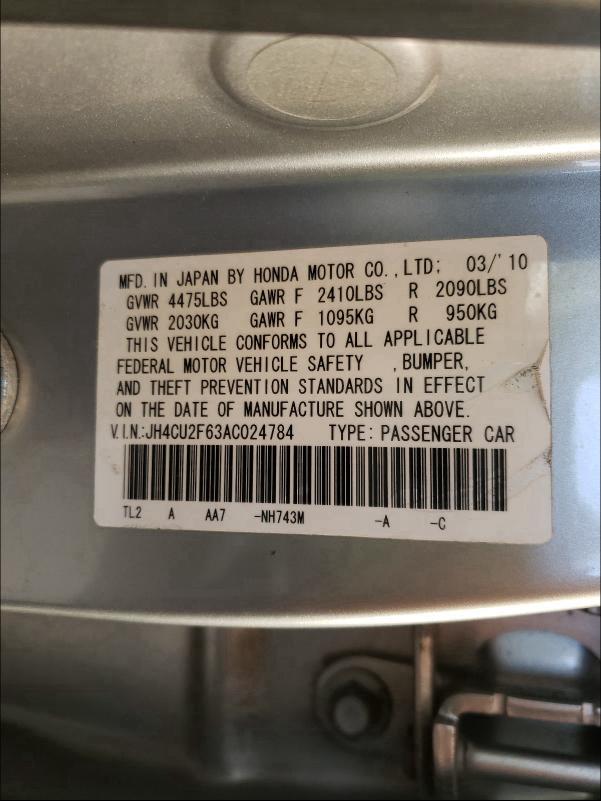 MFD. IN JAPAN BY HONDA MOTOR CO., LTD; 03/'10
GVWR 4475LBS GAWR F 2410LBS R 2090LBS
GVWR 2030KG GAWR F 1095KG R 950KG
THIS VEHICLE CONFORMS TO ALL APPLICABLE
FEDERAL MOTOR VEHICLE SAFETY , BUMPER,
AND THEFT PREVENTION STANDARDS IN EFFECT
ON THE DATE OF MANUFACTURE SHOWN ABOVE.
V.I.N.:JH4CU2F63AC024784 TYPE: PASSENGER CAR
TL2 A AA7 -NH743M -A -C